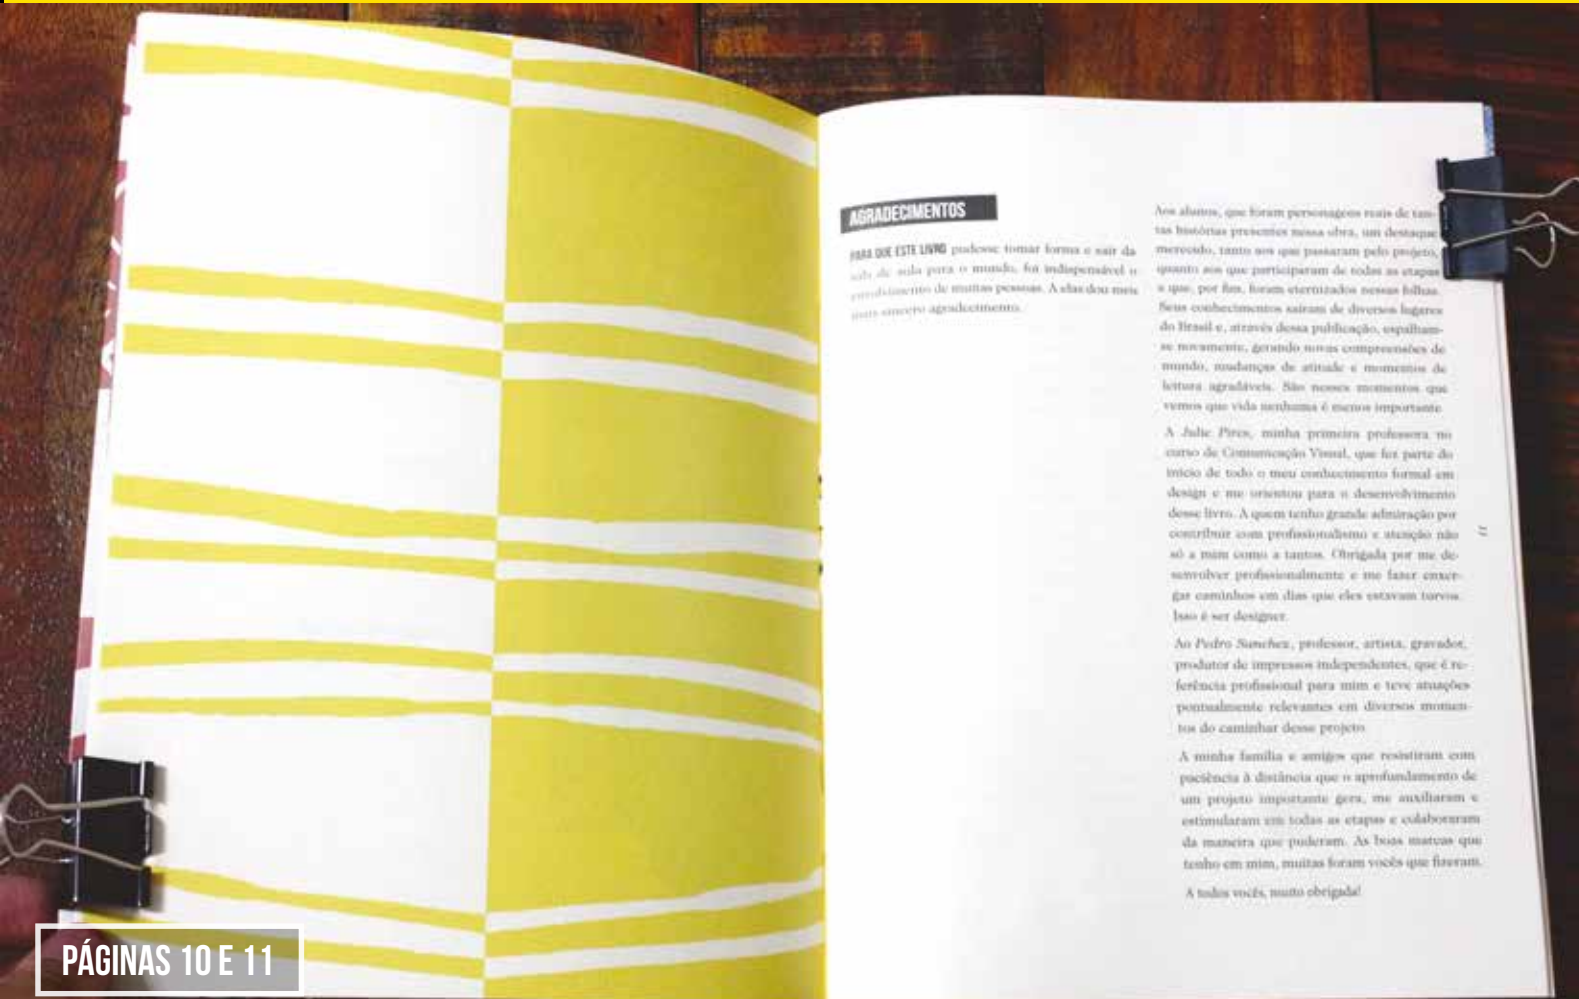 AGRADECIMENTOS
PARA QUE ESTE LIVRO pudesse tomar forma e sair da
sala de aula para o mundo, foi indispensável o
envolvimento de muitas pessoas. A elas dou meu
mais sincero agradecimento.
Aos alunos, que foram personagens reais de tan-
tas histórias presentes nessa obra, um destaque
merecido, tanto aos que passaram pelo projeto,
quanto aos que participaram de todas as etapas
e que, por fim, foram eternizados nessas folhas.
Seus conhecimentos saíram de diversos lugares
do Brasil e, através dessa publicação, espalham-
se novamente, gerando novas compreensões de
mundo, mudanças de atitude e momentos de
leitura agradáveis. São nesses momentos que
vemos que vida nenhuma é menos importante.
A Julie Pires, minha primeira professora no
curso de Comunicação Visual, que fez parte do
início de todo o meu conhecimento formal em
design e me orientou para o desenvolvimento
desse livro. A quem tenho grande admiração por
contribuir com profissionalismo e atenção não
só a mim como a tantos. Obrigada por me de-
senvolver profissionalmente e me fazer enxer-
gar caminhos em dias que eles estavam turvos.
Isso é ser designer.
11
Ao Pedro Sanchez, professor, artista, gravador,
produtor de impressos independentes, que é re-
ferência profissional para mim e teve atuações
pontualmente relevantes em diversos momen-
tos do caminhar desse projeto.
A minha família e amigos que resistiram com
paciência à distância que o aprofundamento de
um projeto importante gera, me auxiliaram e
estimularam em todas as etapas e colaboraram
da maneira que puderam. As boas marcas que
tenho em mim, muitas foram vocês que fizeram.
A todos vocês, muito obrigada!
PÁGINAS 10 E 11